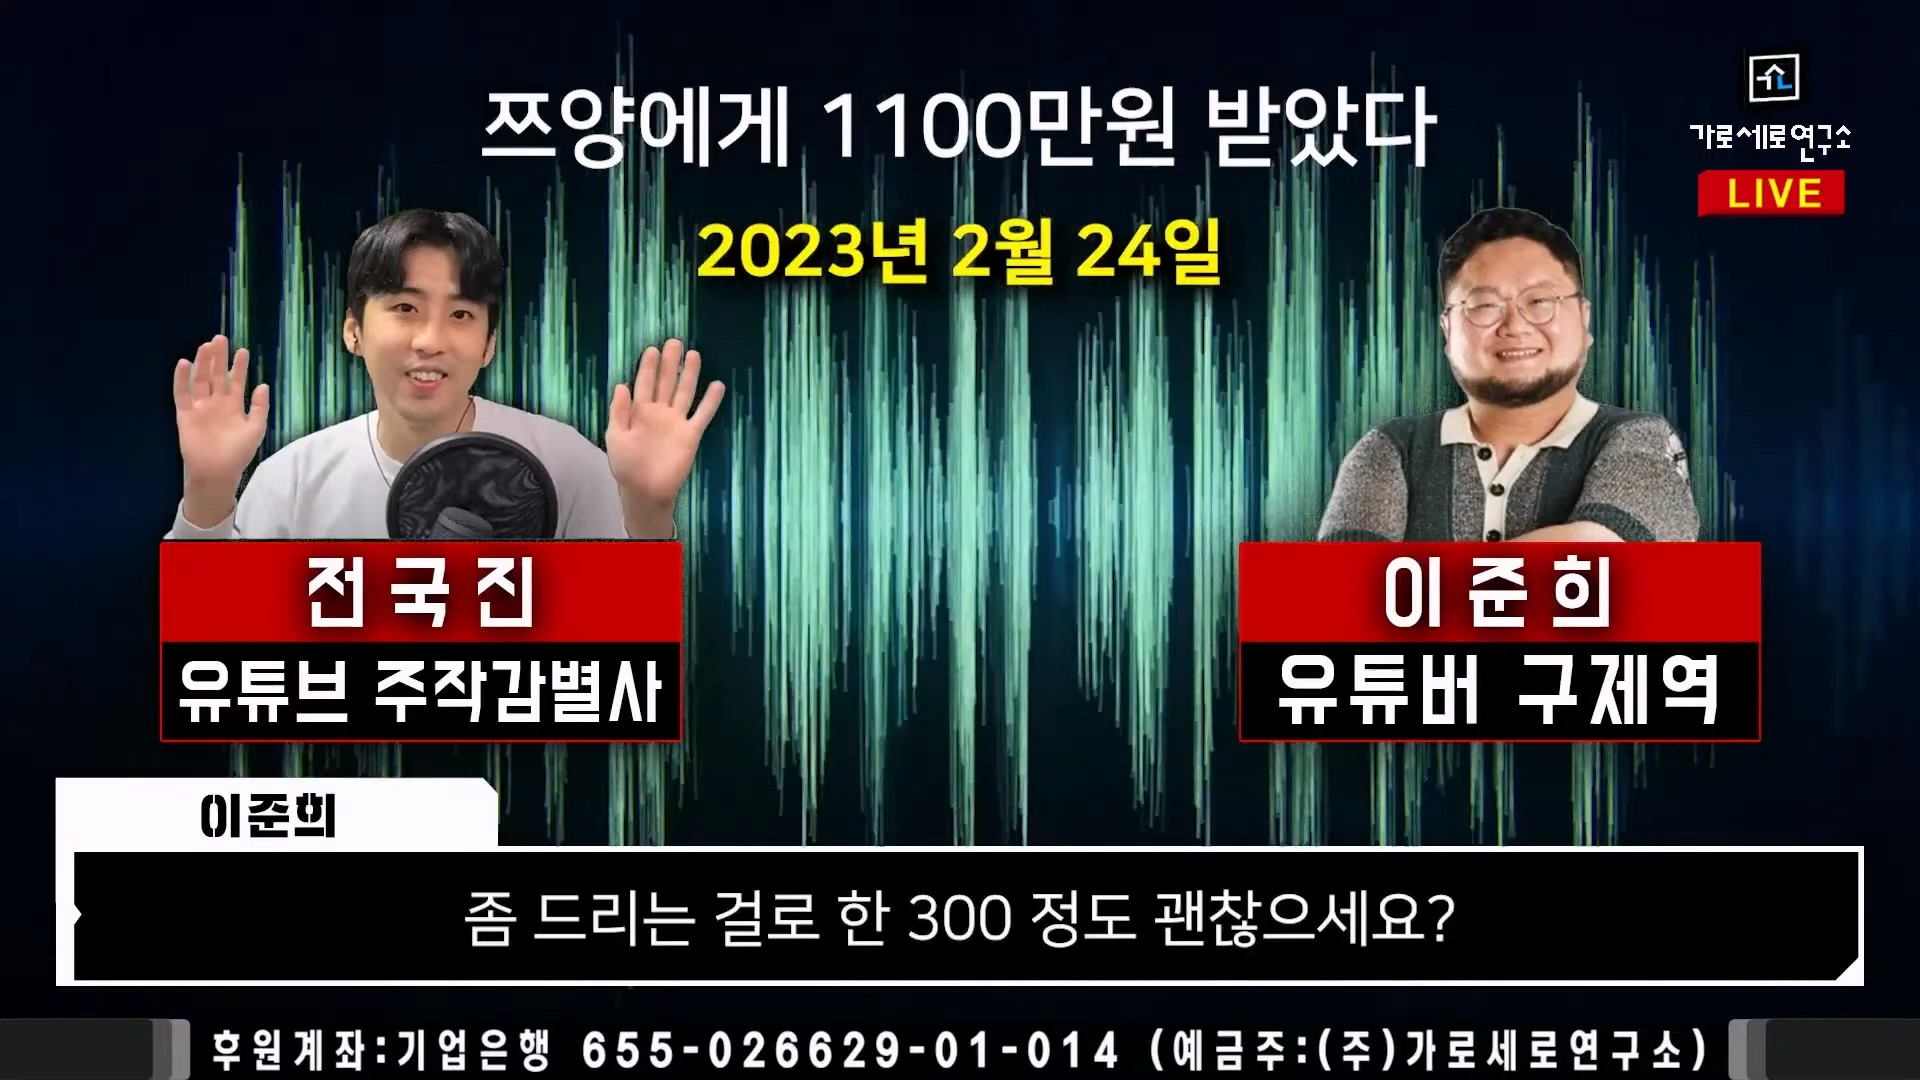 쯔양에게 1100만원 받았다
가로세로연구소
LIVE
2023년 2월 24일
전국진
유튜브 주작감별사
이준희
유튜버 구제역
이준희
좀 드리는 걸로 한 300 정도 괜찮으세요?
후원계좌:기업은행 655-026629-01-014 (예금주:(주)가로세로연구소)